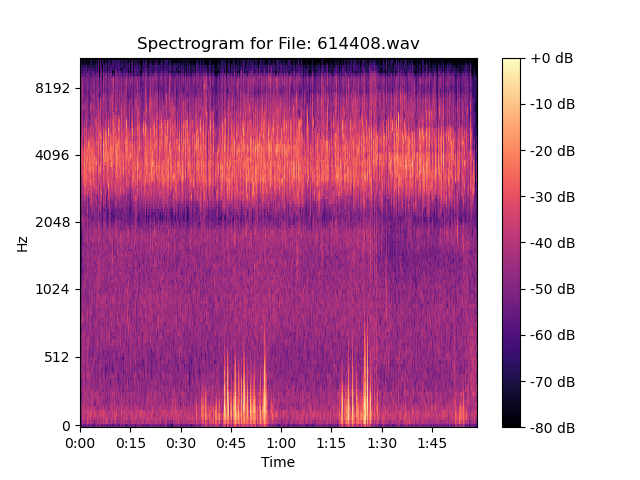 Spectrogram for File: 614408.wav
Hz
8192
4096
2048
1024
512
0
0:00 0:15 0:30 0:45 1:00 1:15 1:30 1:45
Time
+0 dB
-10 dB
-20 dB
-30 dB
-40 dB
-50 dB
-60 dB
-70 dB
-80 dB